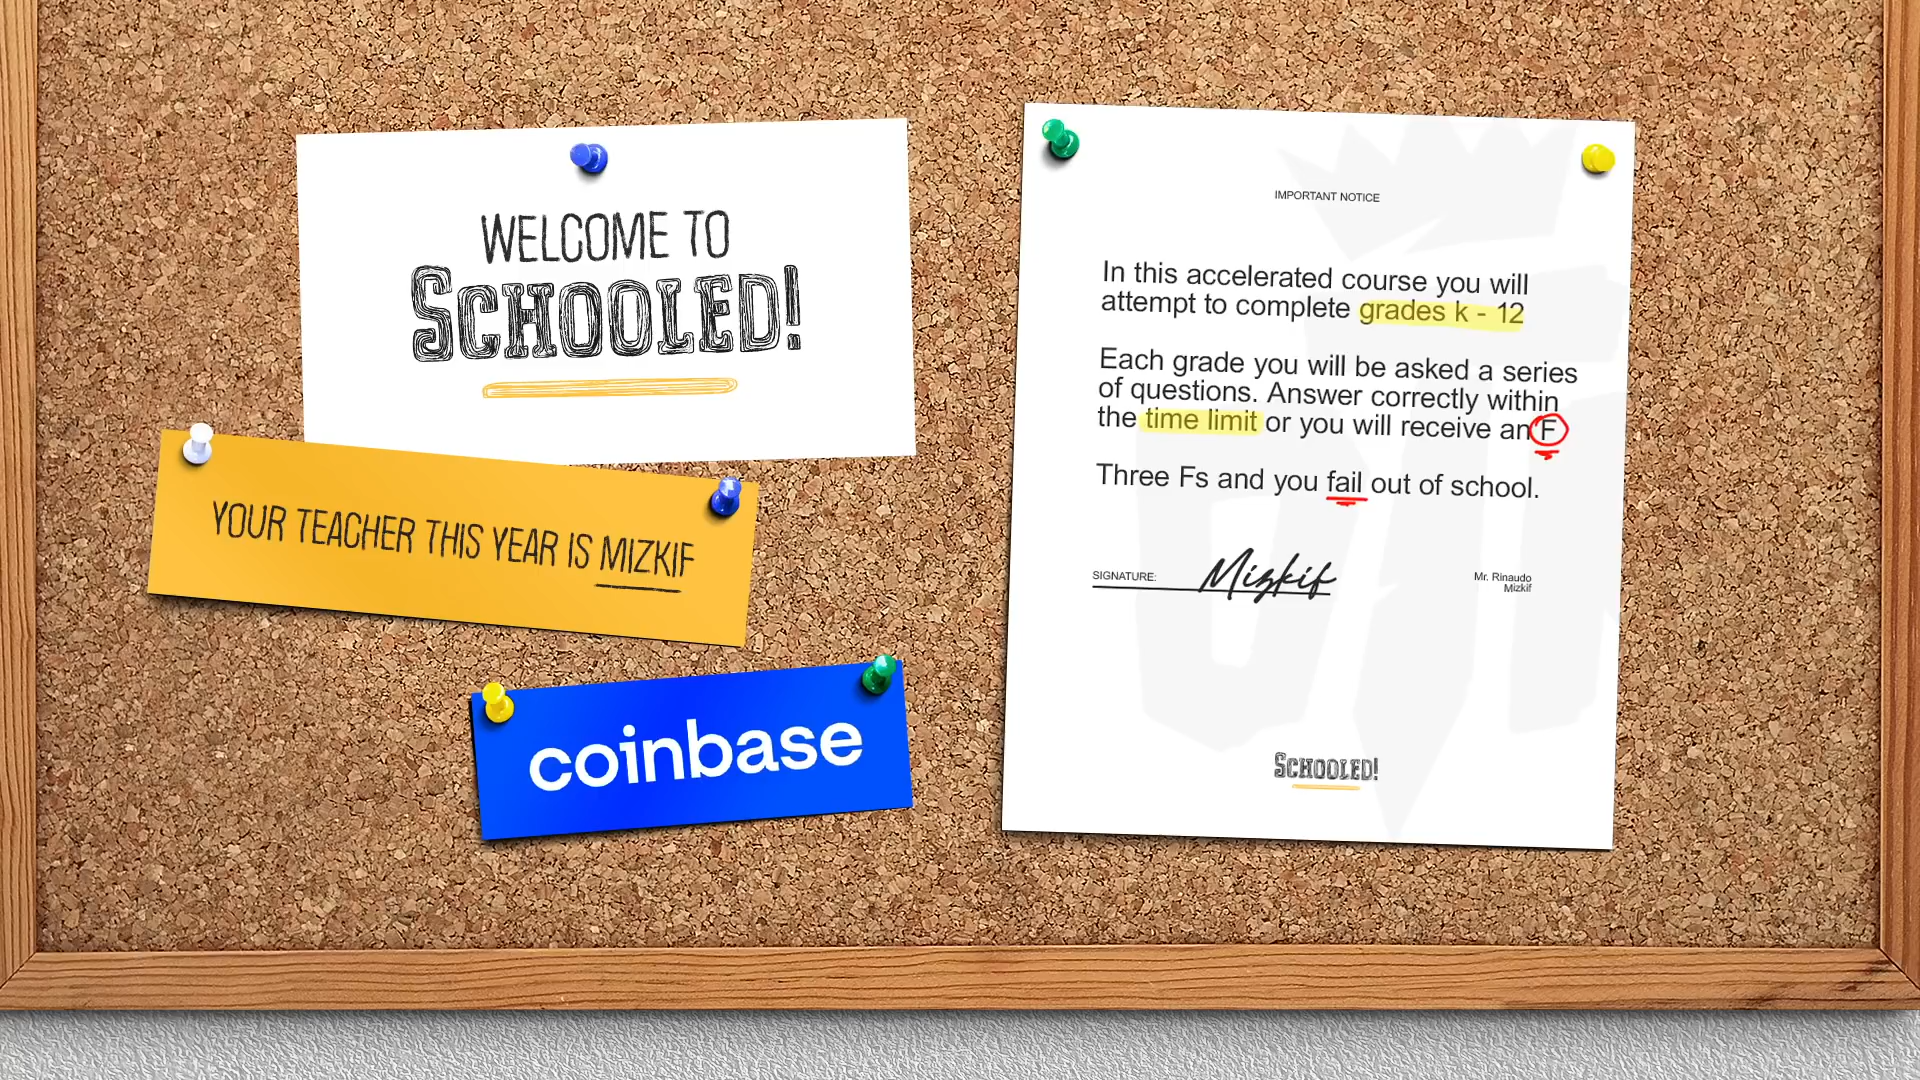 WELCOME TO
SCHOOLED!
YOUR TEACHER THIS YEAR IS MIZKIF
coinbase
IMPORTANT NOTICE
In this accelerated course you will
attempt to complete grades k - 12
Each grade you will be asked a series
of questions. Answer correctly within
the time limit or you will receive an F
Three Fs and you fail out of school.
SIGNATURE: Mizkif
Mr. Rinaudo
Mizkif
SCHOOLED!